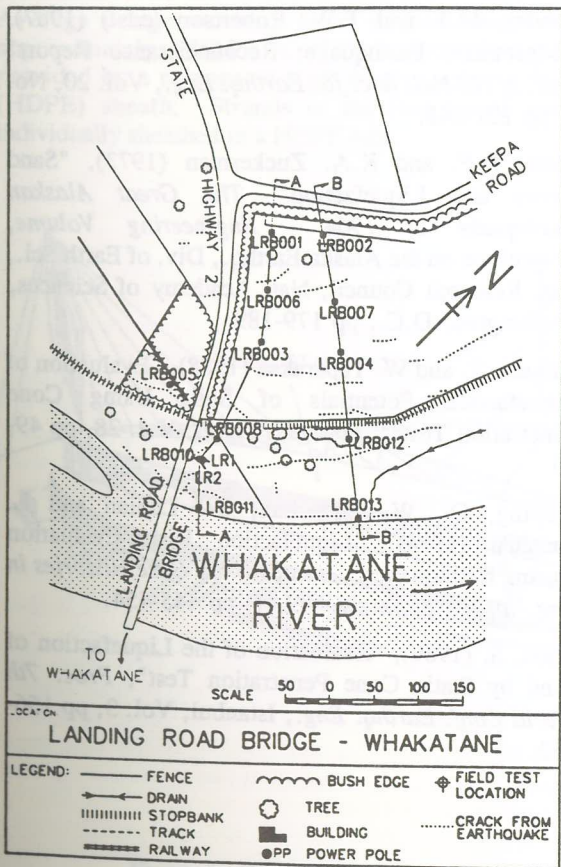 STATE
HIGHWAY 2
KEEPA
ROAD
A
B
N
LRB001
LRB002
LRB006
LRB007
LRB003
LRB004
LRB005
LRB008
LRB012
LRB010
LR1
LR2
LRB011
LRB013
A
B
LANDING ROAD
BRIDGE
WHAKATANE
RIVER
TO
WHAKATANE
SCALE 50 0 50 100 150
LOCATION
LANDING ROAD BRIDGE - WHAKATANE
LEGEND:
FENCE
DRAIN
STOPBANK
TRACK
RAILWAY
BUSH EDGE
TREE
BUILDING
PP POWER POLE
FIELD TEST
LOCATION
CRACK FROM
EARTHQUAKE